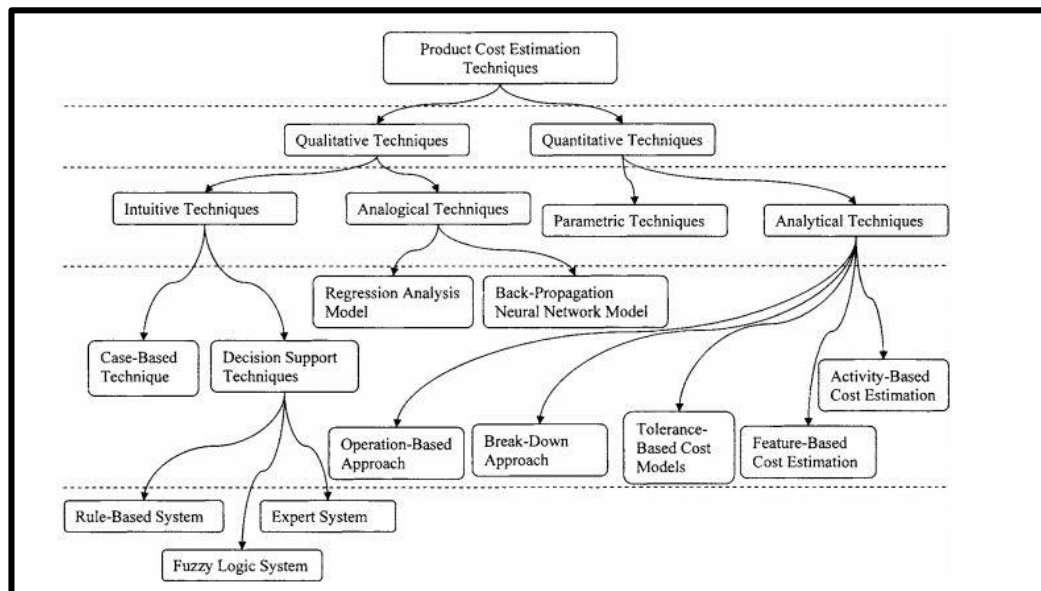 Product Cost Estimation
Techniques
Qualitative Techniques
Quantitative Techniques
Intuitive Techniques
Analogical Techniques
Parametric Techniques
Analytical Techniques
Regression Analysis
Model
Back-Propagation
Neural Network Model
Case-Based
Technique
Decision Support
Techniques
Activity-Based
Cost Estimation
Operation-Based
Approach
Break-Down
Approach
Tolerance-
Based Cost
Models
Feature-Based
Cost Estimation
Rule-Based System
Expert System
Fuzzy Logic System